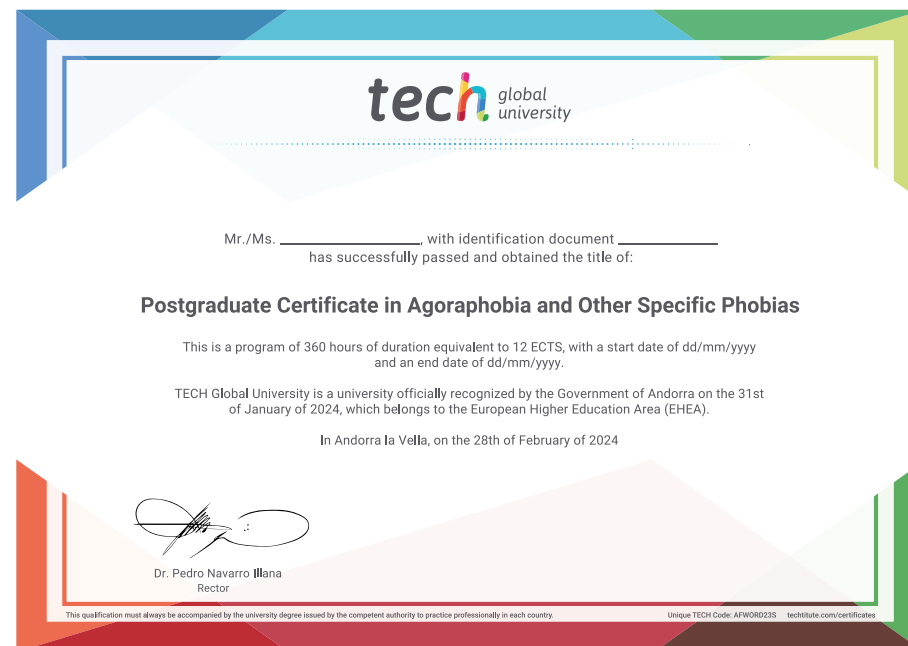 tech global university
Mr./Ms. ____________________, with identification document ______________
has successfully passed and obtained the title of:
Postgraduate Certificate in Agoraphobia and Other Specific Phobias
This is a program of 360 hours of duration equivalent to 12 ECTS, with a start date of dd/mm/yyyy
and an end date of dd/mm/yyyy.
TECH Global University is a university officially recognized by the Government of Andorra on the 31st
of January of 2024, which belongs to the European Higher Education Area (EHEA).
In Andorra la Vella, on the 28th of February of 2024
Dr. Pedro Navarro Illana
Rector
This qualification must always be accompanied by the university degree issued by the competent authority to practice professionally in each country. Unique TECH Code: AFWORD23S techtitute.com/certificates